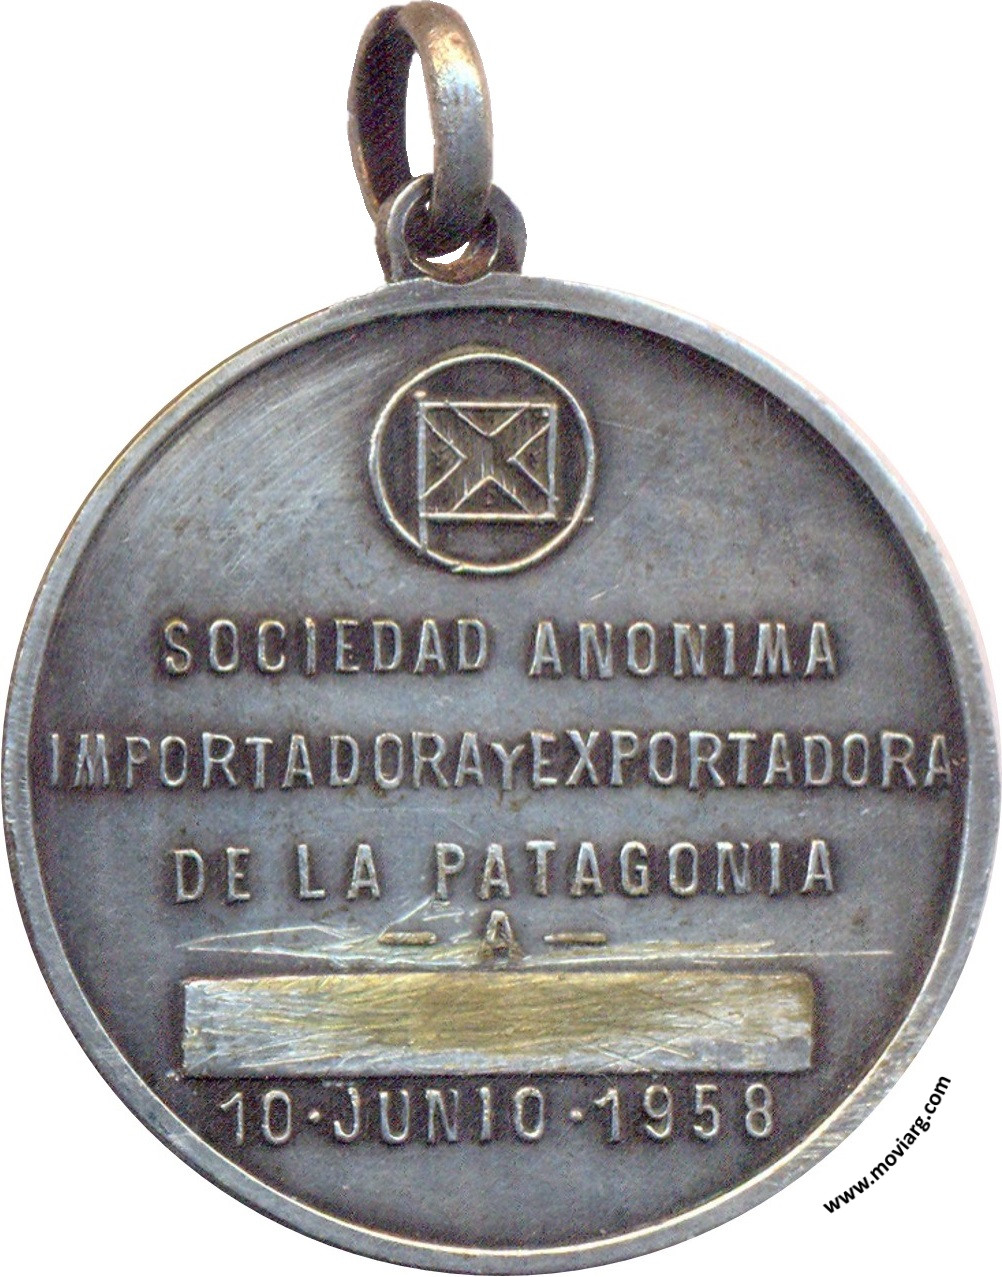 SOCIEDAD ANONIMA
IMPORTADORA Y EXPORTADORA
DE LA PATAGONIA
- A -
10 · JUNIO · 1958
www.moviarg.com